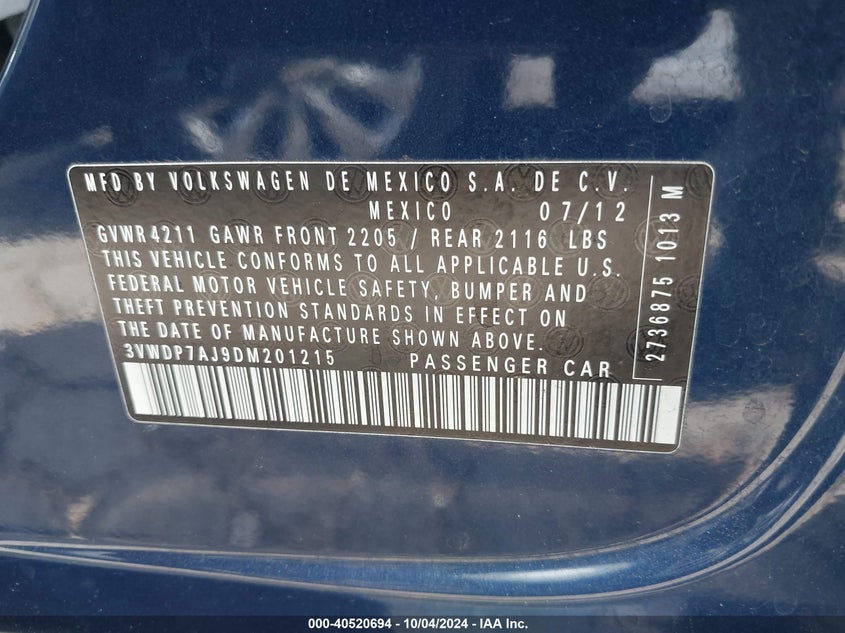 MFD BY VOLKSWAGEN DE MEXICO S.A. DE C.V.
MEXICO 07/12
GVWR 4211 GAWR FRONT 2205 / REAR 2116 LBS
THIS VEHICLE CONFORMS TO ALL APPLICABLE U.S.
FEDERAL MOTOR VEHICLE SAFETY, BUMPER AND
THEFT PREVENTION STANDARDS IN EFFECT ON
THE DATE OF MANUFACTURE SHOWN ABOVE.
3VWDP7AJ9DM201215 PASSENGER CAR
2736875 1013 M
000-40520694 - 10/04/2024 - IAA Inc.